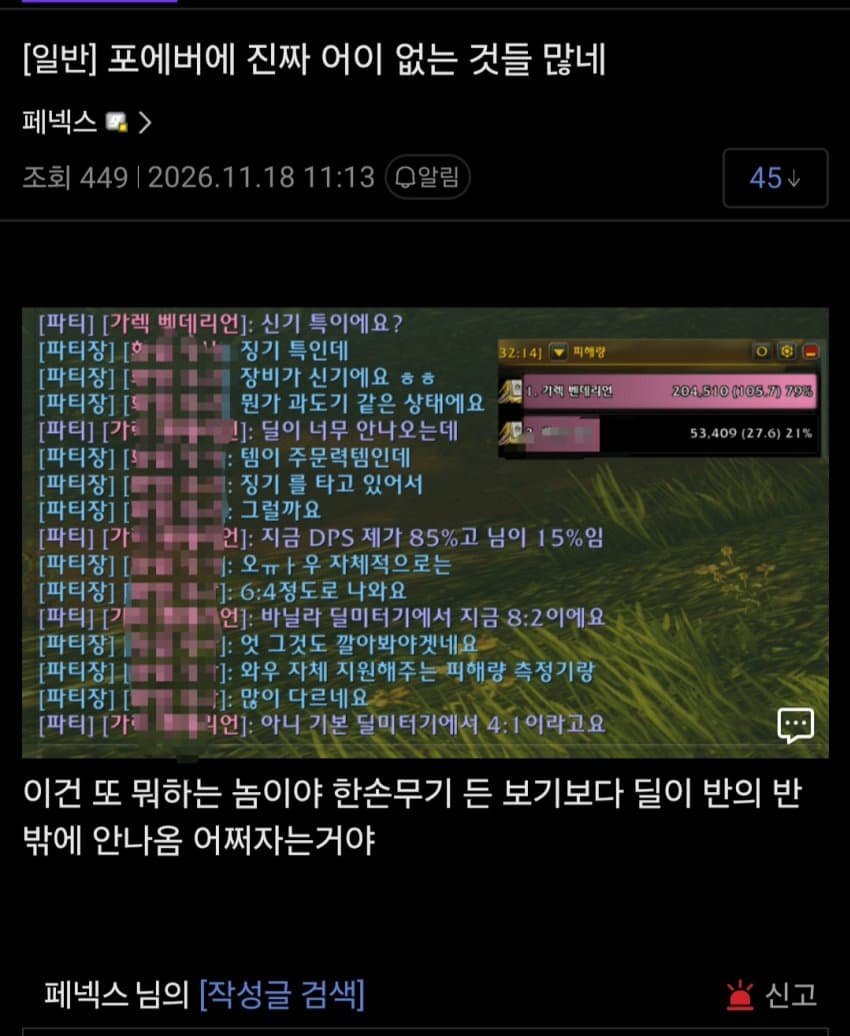 [일반] 포에버에 진짜 어이 없는 것들 많네
페넥스
조회 449 | 2026.11.18 11:13 알림
45↓
[파티] [가렉 벤데리언]: 신기 특이에요?
[파티장] [ 징기 특인데
[파티장] [ 장비가 신기에요 ㅎㅎ
[파티장] [ 뭔가 과도기 같은 상태에요
[파티] [가 ]: 딜이 너무 안나오는데
[파티장] [ : 템이 주문력템인데
[파티장] [ : 징기 를 타고 있어서
[파티장] [ : 그럴까요
[파티] [가 언]: 지금 DPS 제가 85%고 님이 15%임
[파티장] [ ]: 오ㅠㅏ우 자체적으로는
[파티장] [ ]: 6:4정도로 나와요
[파티] [가 언]: 바닐라 딜미터기에서 지금 8:2이에요
[파티장] [ ]: 엇 그것도 깔아봐야겟네요
[파티장] [ ]: 와우 자체 지원해주는 피해량 측정기랑
[파티장] [ ]: 많이 다르네요
[파티] [가 리언]: 아니 기본 딜미터기에서 4:1이라고요
32:14] 피해량
1. 가렉 벤데리언 204,510 (105.7) 79%
53,409 (27.6) 21%
이건 또 뭐하는 놈이야 한손무기 든 보기보다 딜이 반의 반
밖에 안나옴 어쩌자는거야
페넥스 님의 [작성글 검색]
신고